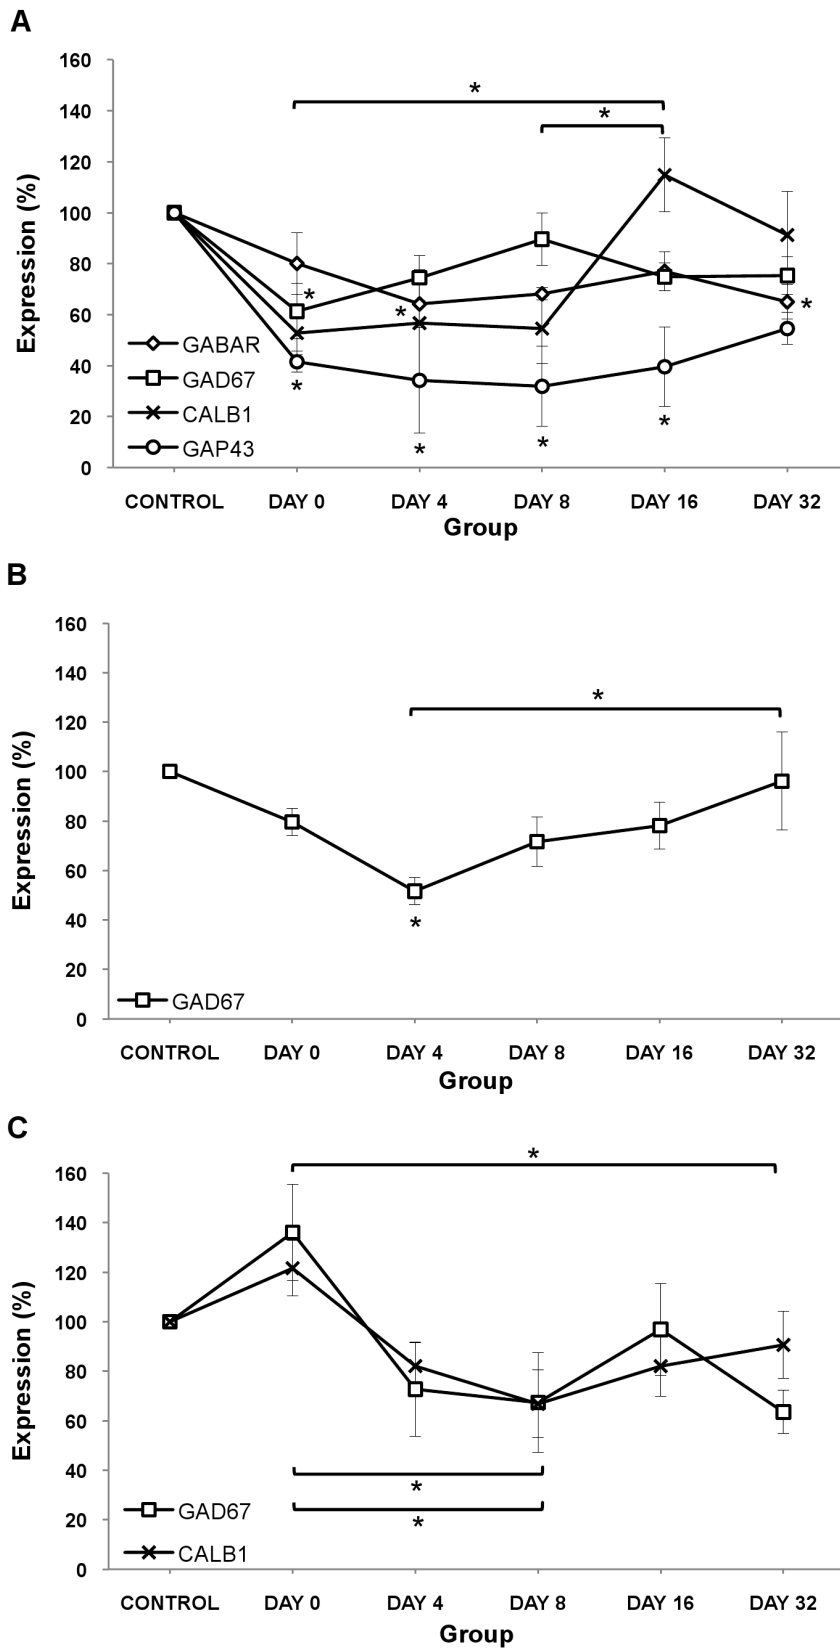 A
160
*
140
*
120
100
80
*
*
60
*
GABAR
40
GAD67
*
CALB1
*
20
GAP43
*
*
0
CONTROL DAY 0 DAY 4 DAY 8 DAY 16 DAY 32
Group
Expression (%)
B
160
140
*
120
100
80
60
40
*
20
GAD67
0
CONTROL DAY 0 DAY 4 DAY 8 DAY 16 DAY 32
Group
Expression (%)
C
*
160
140
120
100
80
60
40
*
GAD67
20
*
CALB1
0
CONTROL DAY 0 DAY 4 DAY 8 DAY 16 DAY 32
Group
Expression (%)